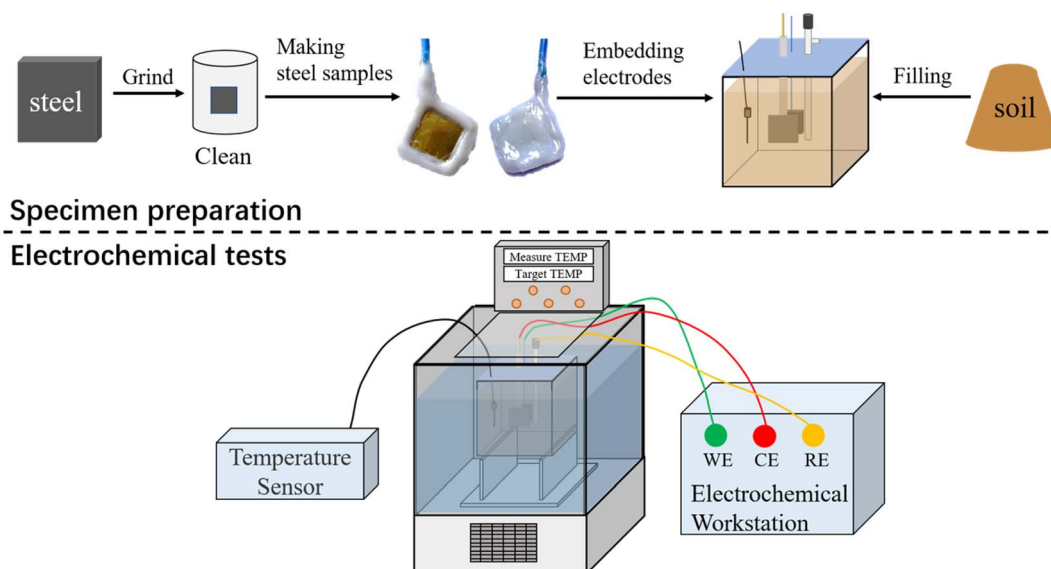 steel
Grind
Clean
Making
steel samples
Embedding
electrodes
Filling
soil
Specimen preparation
Electrochemical tests
Measure TEMP
Target TEMP
Temperature
Sensor
WE CE RE
Electrochemical
Workstation